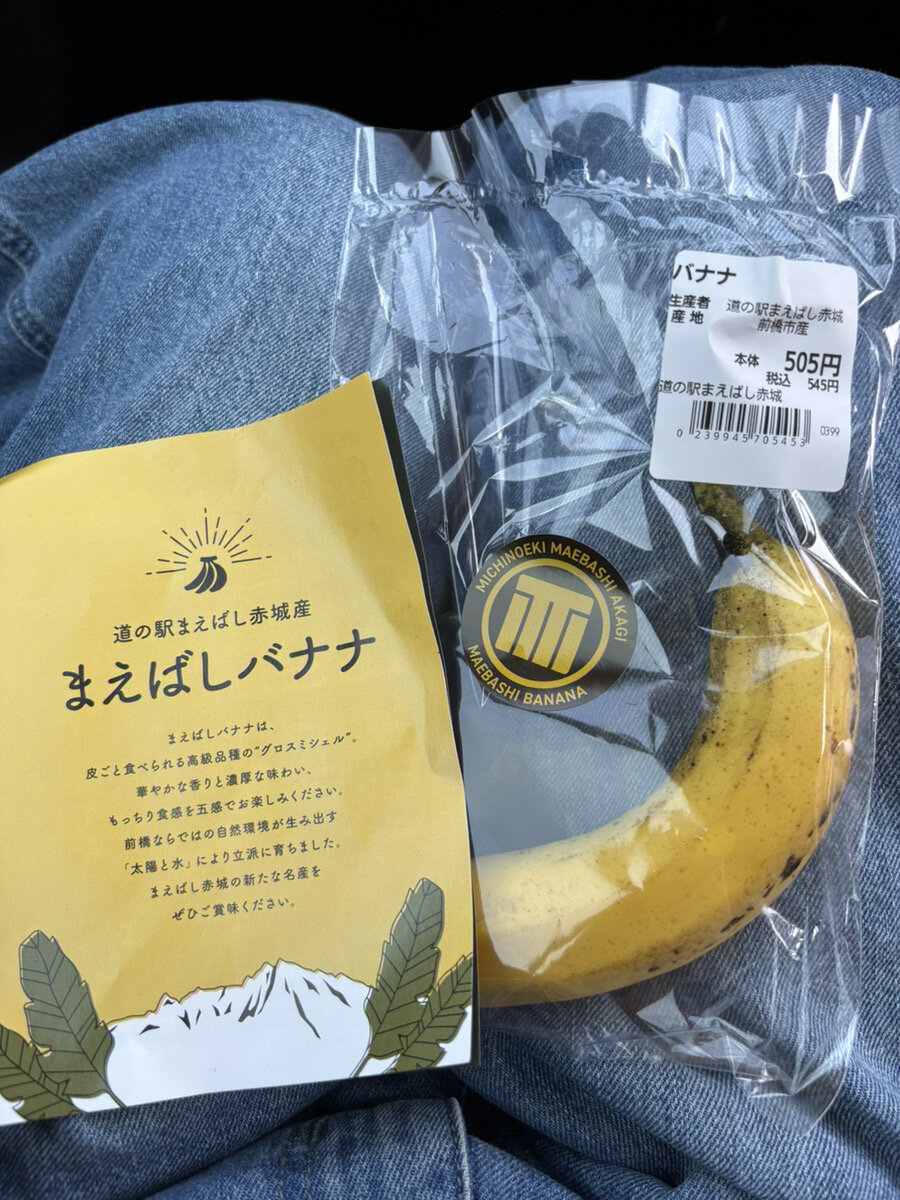 道の駅まえばし赤城産
まえばしバナナ
まえばしバナナは、
皮ごと食べられる高級品種の"グロスミシェル"。
華やかな香りと濃厚な味わい、
もっちり食感を五感でお楽しみください。
前橋ならではの自然環境が生み出す
「太陽と水」により立派に育ちました。
まえばし赤城の新たな名産を
ぜひご賞味ください。
MICHINOEKI MAEBASHI AKAGI
MAEBASHI BANANA
バナナ
生産者 道の駅まえばし赤城
産地 前橋市産
本体 505円
税込 545円
道の駅まえばし赤城
0 239945 705453 0399